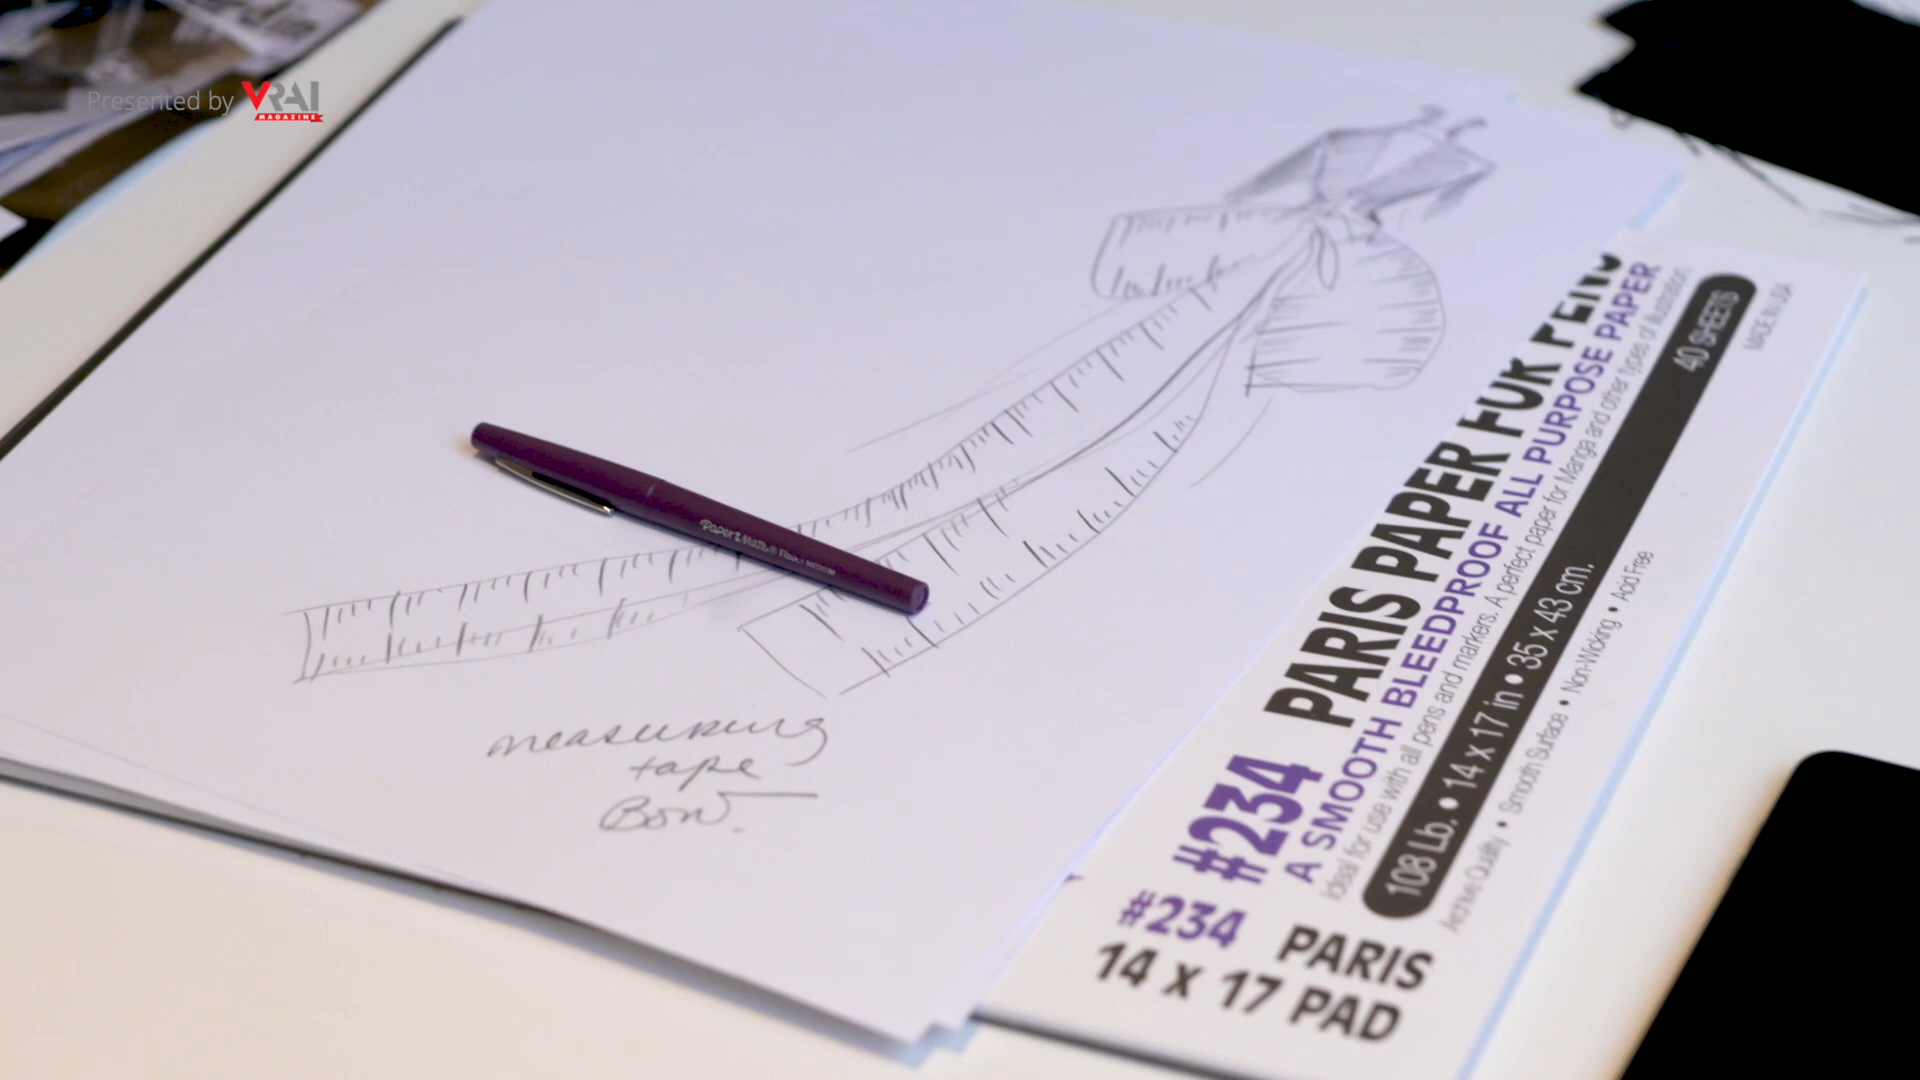 Presented by VRAI
MAGAZINE
measuring
tape
Bow.
Paper Mate® Flair MEDIUM
PARIS PAPER FOR PENS
#234 A SMOOTH BLEEDPROOF ALL PURPOSE PAPER
Ideal for use with all pens and markers. A perfect paper for Manga and other types of illustration.
108 Lb. • 14 x 17 in • 35 x 43 cm. 40 SHEETS
Archive Quality • Smooth Surface • Non-Wicking • Acid Free
MADE IN USA
#234 PARIS
14 x 17 PAD